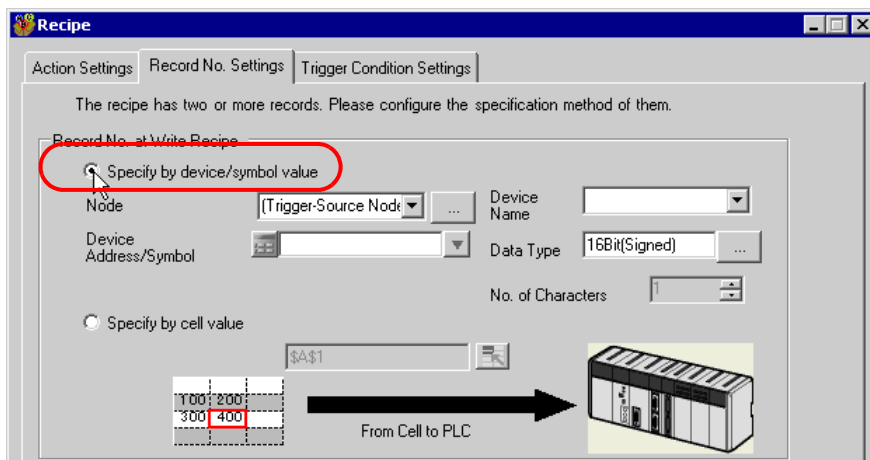 Recipe
Action Settings Record No. Settings Trigger Condition Settings
The recipe has two or more records. Please configure the specification method of them.
Record No. at Write Recipe
Specify by device/symbol value
Node (Trigger-Source Node ... Device Name
Device Address/Symbol Data Type 16Bit(Signed) ...
No. of Characters 1
Specify by cell value
$A$1
100 200
300 400
From Cell to PLC